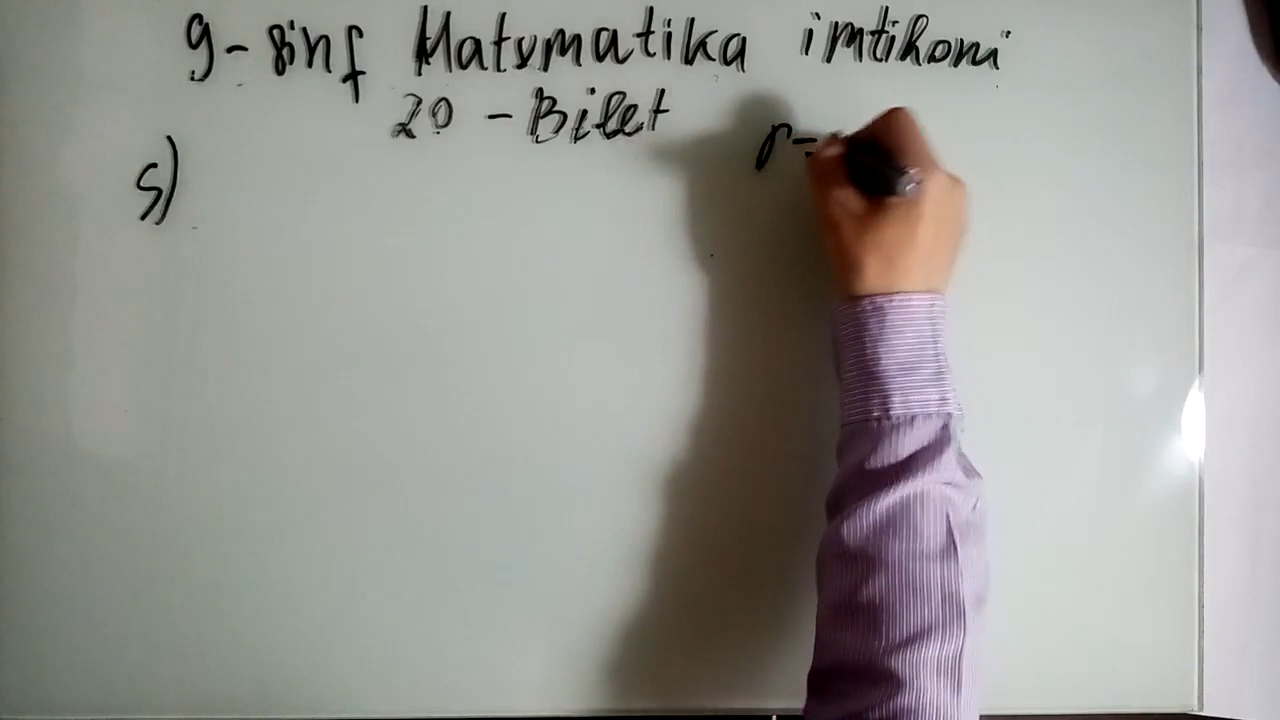 9-sinf Matematika imtihoni
20 - Bilet
5)
r=